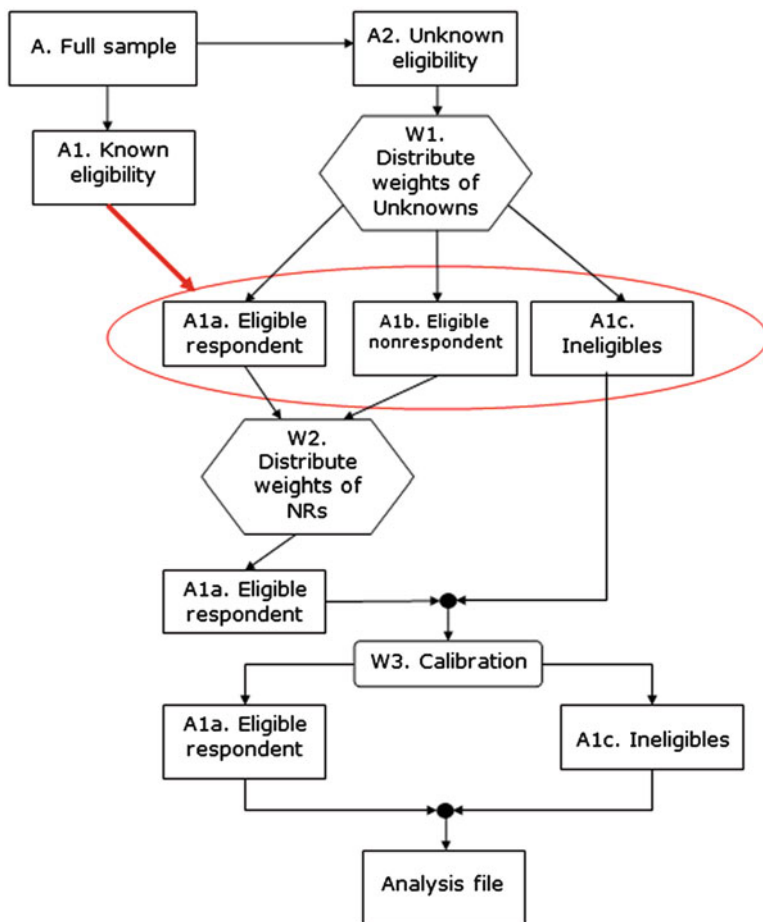 A. Full sample
A2. Unknown
eligibility
A1. Known
eligibility
W1.
Distribute
weights of
Unknowns
A1a. Eligible
respondent
A1b. Eligible
nonrespondent
A1c.
Ineligibles
W2.
Distribute
weights of
NRs
A1a. Eligible
respondent
W3. Calibration
A1a. Eligible
respondent
A1c. Ineligibles
Analysis file